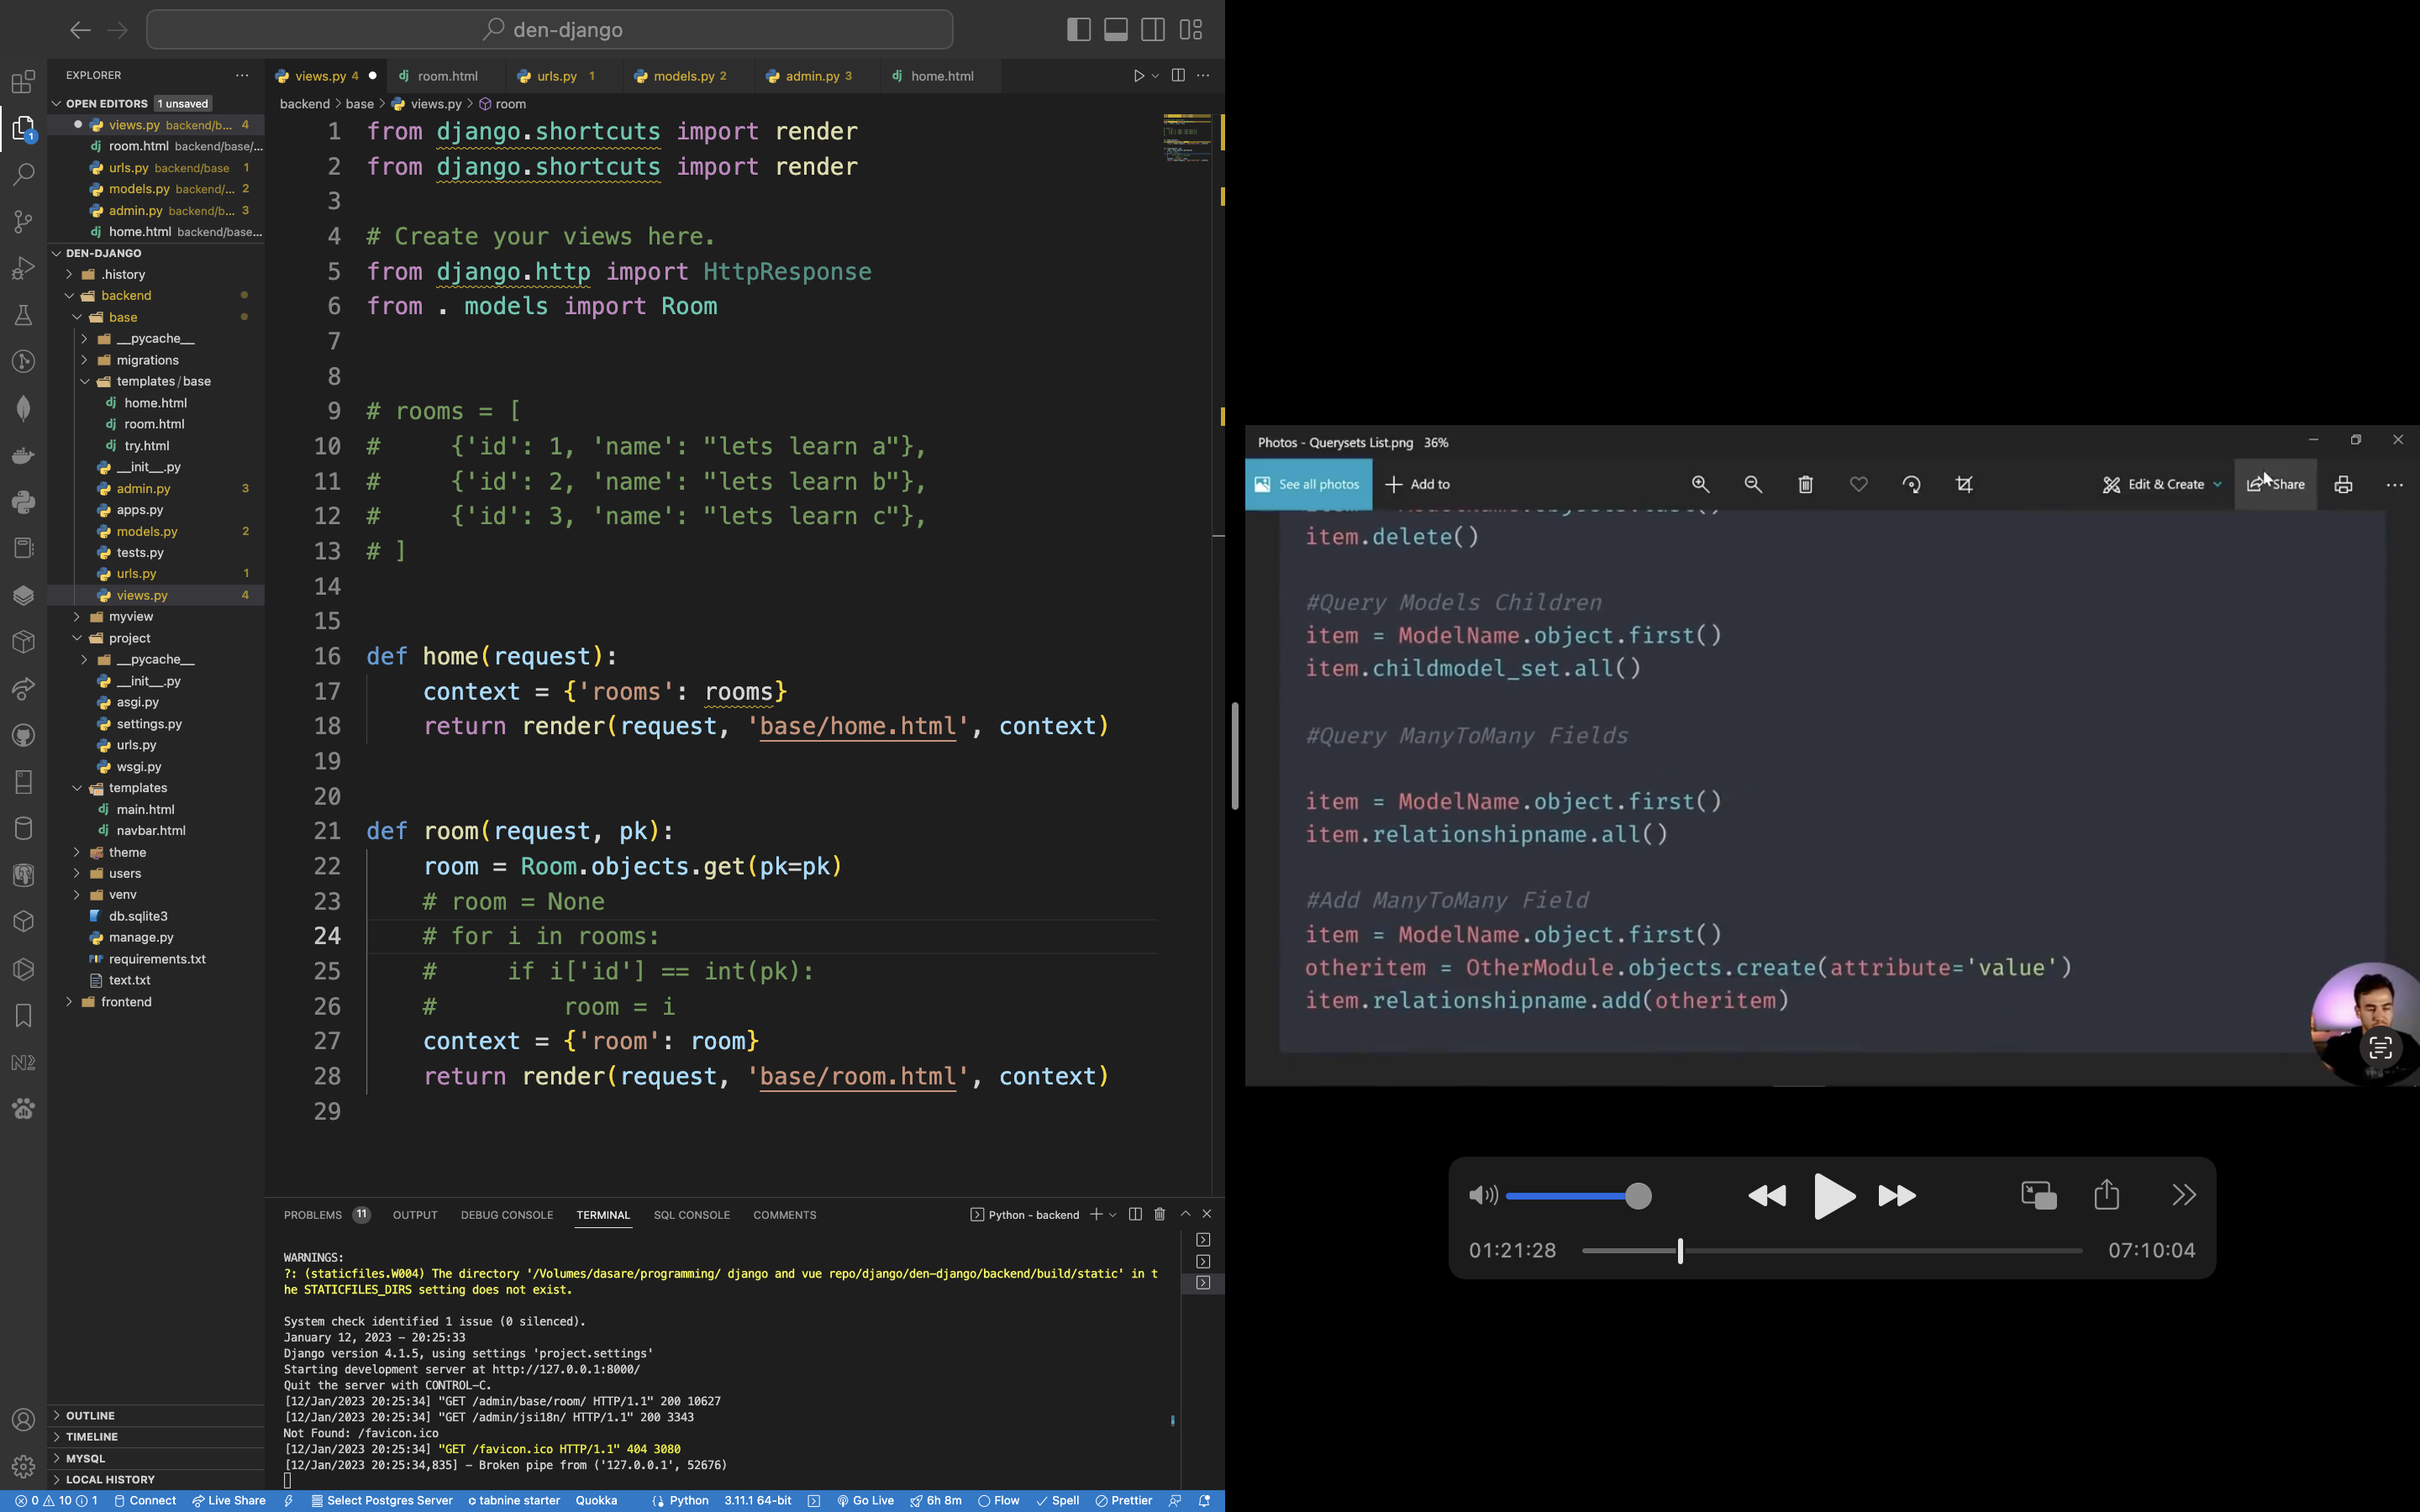 den-django
EXPLORER
OPEN EDITORS 1 unsaved
views.py backend/b... 4
room.html backend/base/...
urls.py backend/base 1
models.py backend/... 2
admin.py backend/b... 3
home.html backend/base...
DEN-DJANGO
.history
backend
base
__pycache__
migrations
templates/base
home.html
room.html
try.html
__init__.py
admin.py 3
apps.py
models.py 2
tests.py
urls.py 1
views.py 4
myview
project
__pycache__
__init__.py
asgi.py
settings.py
urls.py
wsgi.py
templates
main.html
navbar.html
theme
users
venv
db.sqlite3
manage.py
requirements.txt
text.txt
frontend
OUTLINE
TIMELINE
MYSQL
LOCAL HISTORY
views.py 4 room.html urls.py 1 models.py 2 admin.py 3 home.html
backend > base > views.py > room
1 from django.shortcuts import render
2 from django.shortcuts import render
3
4 # Create your views here.
5 from django.http import HttpResponse
6 from . models import Room
7
8
9 # rooms = [
10 #     {'id': 1, 'name': "lets learn a"},
11 #     {'id': 2, 'name': "lets learn b"},
12 #     {'id': 3, 'name': "lets learn c"},
13 # ]
14
15
16 def home(request):
17     context = {'rooms': rooms}
18     return render(request, 'base/home.html', context)
19
20
21 def room(request, pk):
22     room = Room.objects.get(pk=pk)
23     # room = None
24     # for i in rooms:
25     #     if i['id'] == int(pk):
26     #         room = i
27     context = {'room': room}
28     return render(request, 'base/room.html', context)
29
PROBLEMS 11 OUTPUT DEBUG CONSOLE TERMINAL SQL CONSOLE COMMENTS Python - backend
WARNINGS:
?: (staticfiles.W004) The directory '/Volumes/dasare/programming/ django and vue repo/django/den-django/backend/build/static' in t
he STATICFILES_DIRS setting does not exist.
System check identified 1 issue (0 silenced).
January 12, 2023 - 20:25:33
Django version 4.1.5, using settings 'project.settings'
Starting development server at http://127.0.0.1:8000/
Quit the server with CONTROL-C.
[12/Jan/2023 20:25:34] "GET /admin/base/room/ HTTP/1.1" 200 10627
[12/Jan/2023 20:25:34] "GET /admin/jsi18n/ HTTP/1.1" 200 3343
Not Found: /favicon.ico
[12/Jan/2023 20:25:34] "GET /favicon.ico HTTP/1.1" 404 3080
[12/Jan/2023 20:25:34,835] - Broken pipe from ('127.0.0.1', 52676)
0 10 1 Connect Live Share Select Postgres Server tabnine starter Quokka Python 3.11.1 64-bit Go Live 6h 8m Flow Spell Prettier
Photos - Querysets List.png 36%
See all photos Add to Edit & Create Share
item.delete()
#Query Models Children
item = ModelName.object.first()
item.childmodel_set.all()
#Query ManyToMany Fields
item = ModelName.object.first()
item.relationshipname.all()
#Add ManyToMany Field
item = ModelName.object.first()
otheritem = OtherModule.objects.create(attribute='value')
item.relationshipname.add(otheritem)
01:21:28 07:10:04